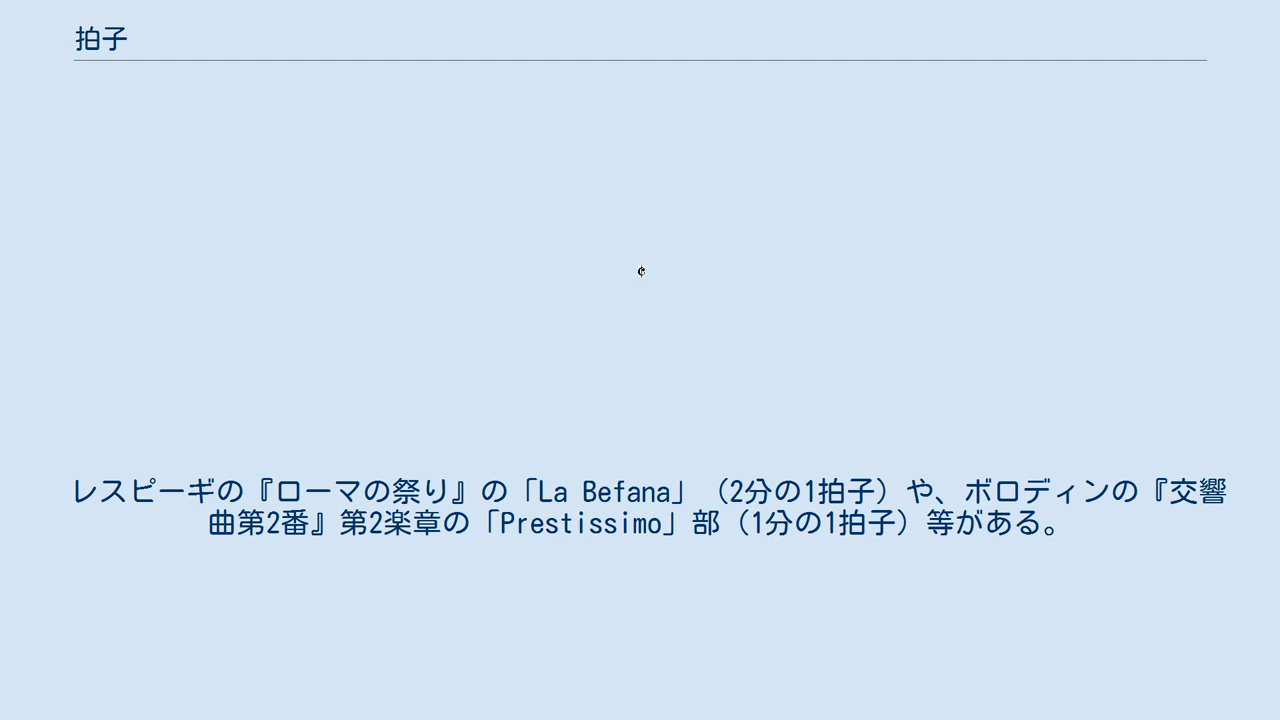 拍子
¢
レスピーギの『ローマの祭り』の「La Befana」（2分の1拍子）や、ボロディンの『交響
曲第2番』第2楽章の「Prestissimo」部（1分の1拍子）等がある。